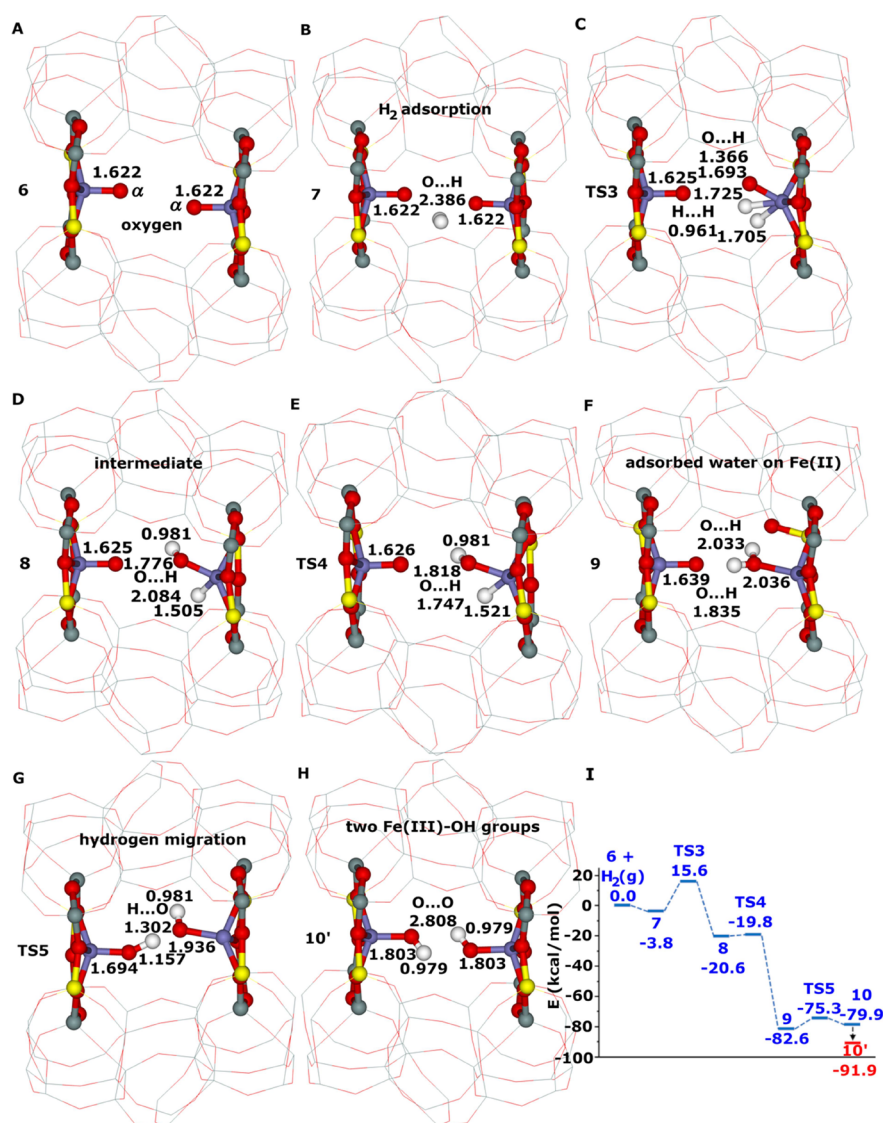 A
1.622
α
6
1.622
α
oxygen
B
H2 adsorption
O...H
2.386
7
1.622
1.622
C
O...H
1.366
1.693
1.625
TS3
1.725
H...H
0.961
1.705
D
intermediate
0.981
1.625
8
1.776
O...H
2.084
1.505
E
0.981
1.626
TS4
1.818
O...H
1.747
1.521
F
adsorbed water on Fe(II)
O...H
2.033
9
1.639
2.036
O...H
1.835
G
hydrogen migration
0.981
H...O
1.302
TS5
1.936
1.694
1.157
H
two Fe(III)-OH groups
O...O
2.808
0.979
10'
1.803
1.803
0.979
I
E (kcal/mol)
20
0
-20
-40
-60
-80
-100
6 +
H2(g)
0.0
7
-3.8
TS3
15.6
8
-20.6
TS4
-19.8
9
-82.6
TS5
-75.3
10
-79.9
10'
-91.9